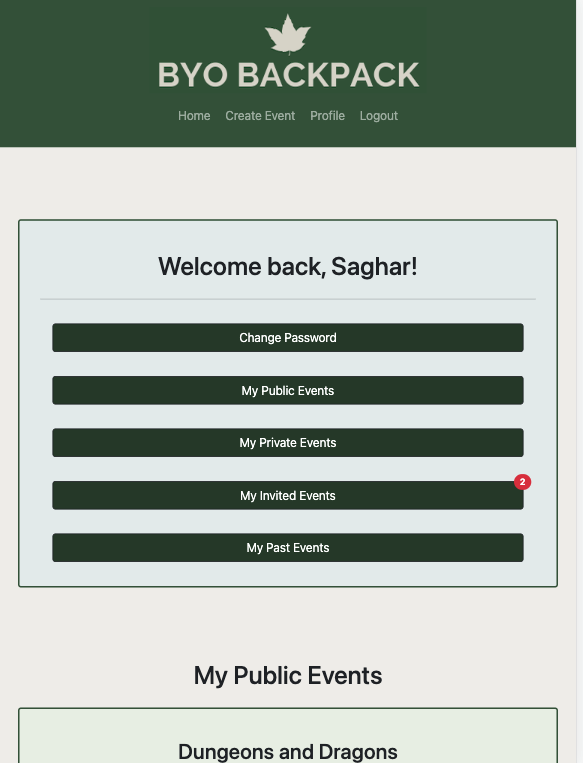 BYO BACKPACK
Home Create Event Profile Logout
Welcome back, Saghar!
Change Password
My Public Events
My Private Events
2
My Invited Events
My Past Events
My Public Events
Dungeons and Dragons